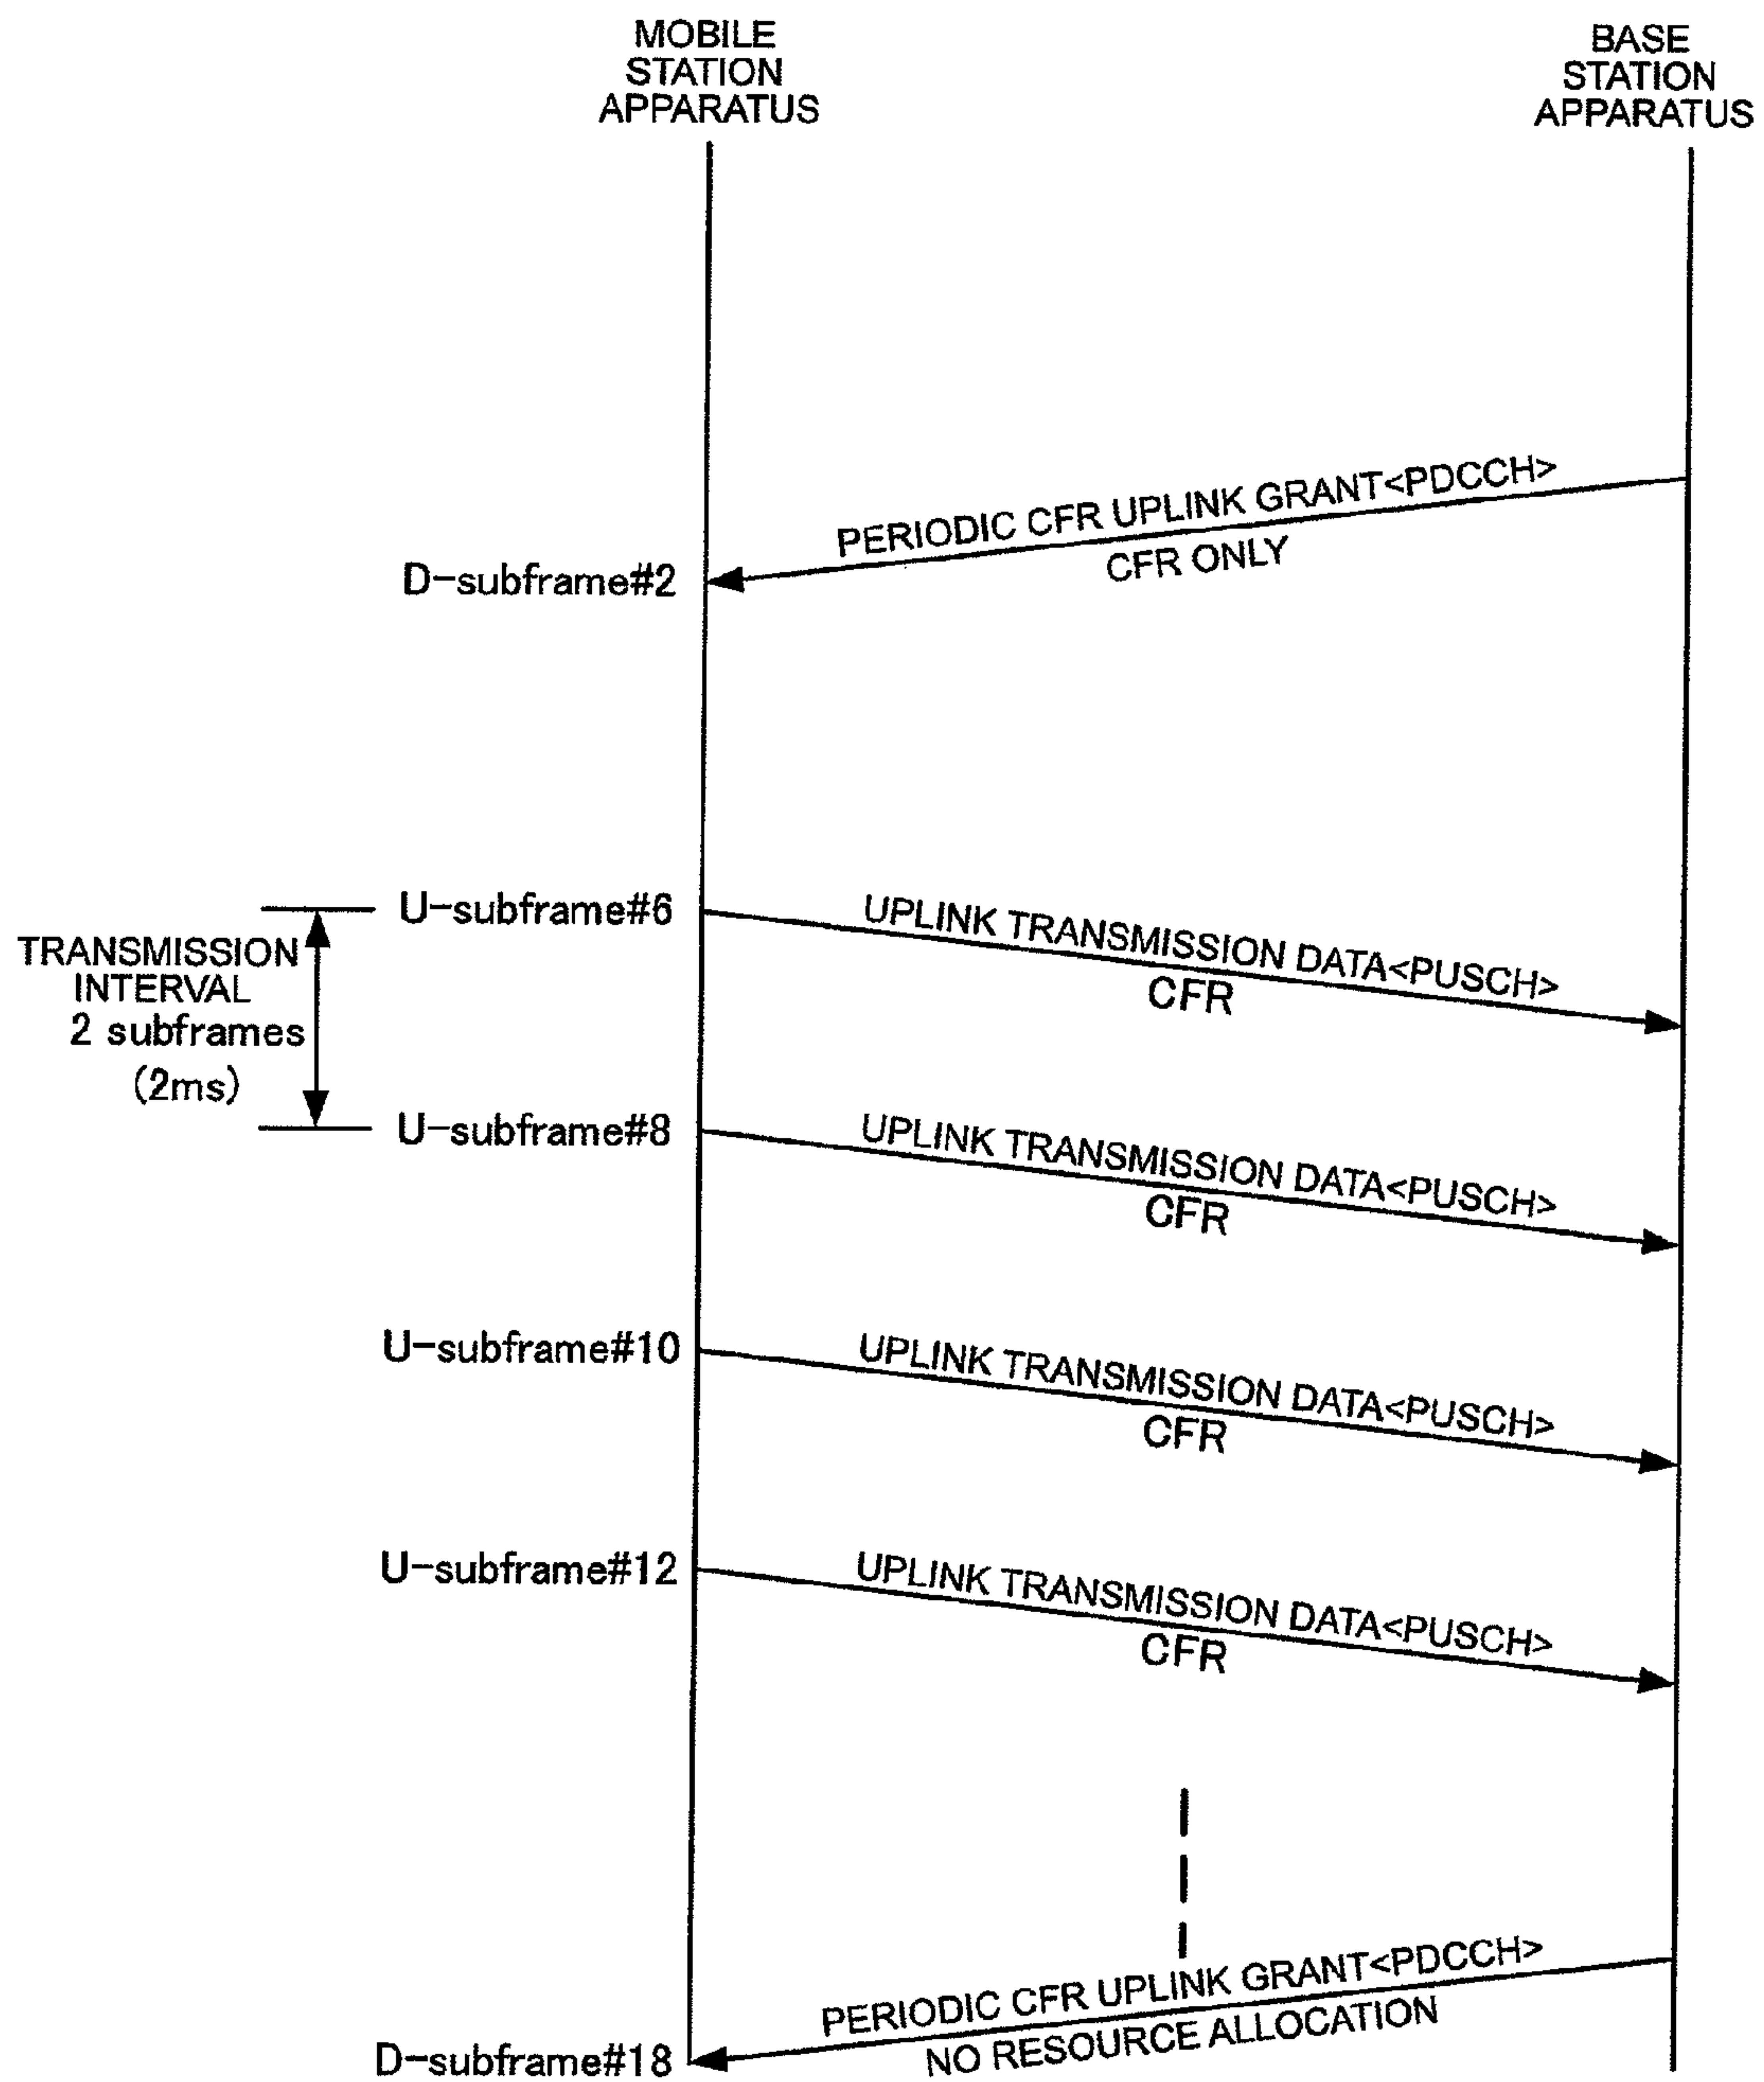 MOBILE
STATION
APPARATUS
BASE
STATION
APPARATUS
PERIODIC CFR UPLINK GRANT<PDCCH>
CFR ONLY
D-subframe#2
U-subframe#6
UPLINK TRANSMISSION DATA<PUSCH>
CFR
TRANSMISSION
INTERVAL
2 subframes
(2ms)
U-subframe#8
UPLINK TRANSMISSION DATA<PUSCH>
CFR
U-subframe#10
UPLINK TRANSMISSION DATA<PUSCH>
CFR
U-subframe#12
UPLINK TRANSMISSION DATA<PUSCH>
CFR
PERIODIC CFR UPLINK GRANT<PDCCH>
NO RESOURCE ALLOCATION
D-subframe#18